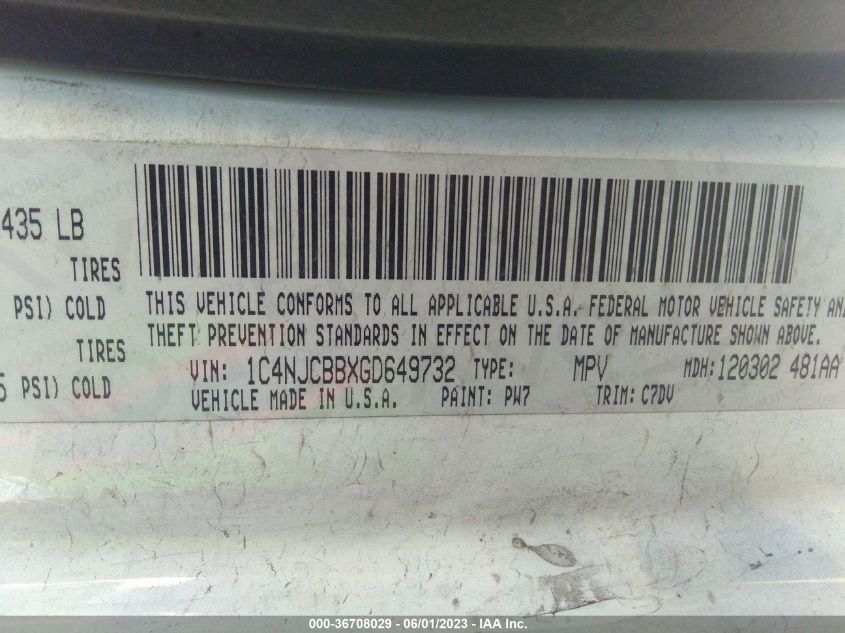 435 LB
TIRES
PSI) COLD
TIRES
5 PSI) COLD
THIS VEHICLE CONFORMS TO ALL APPLICABLE U.S.A. FEDERAL MOTOR VEHICLE SAFETY AN
THEFT PREVENTION STANDARDS IN EFFECT ON THE DATE OF MANUFACTURE SHOWN ABOVE.
VIN: 1C4NJCBBXGD649732 TYPE: MPV MDH: 120302 481AA
VEHICLE MADE IN U.S.A. PAINT: PW7 TRIM: C7DV
000-36708029 - 06/01/2023 - IAA Inc.